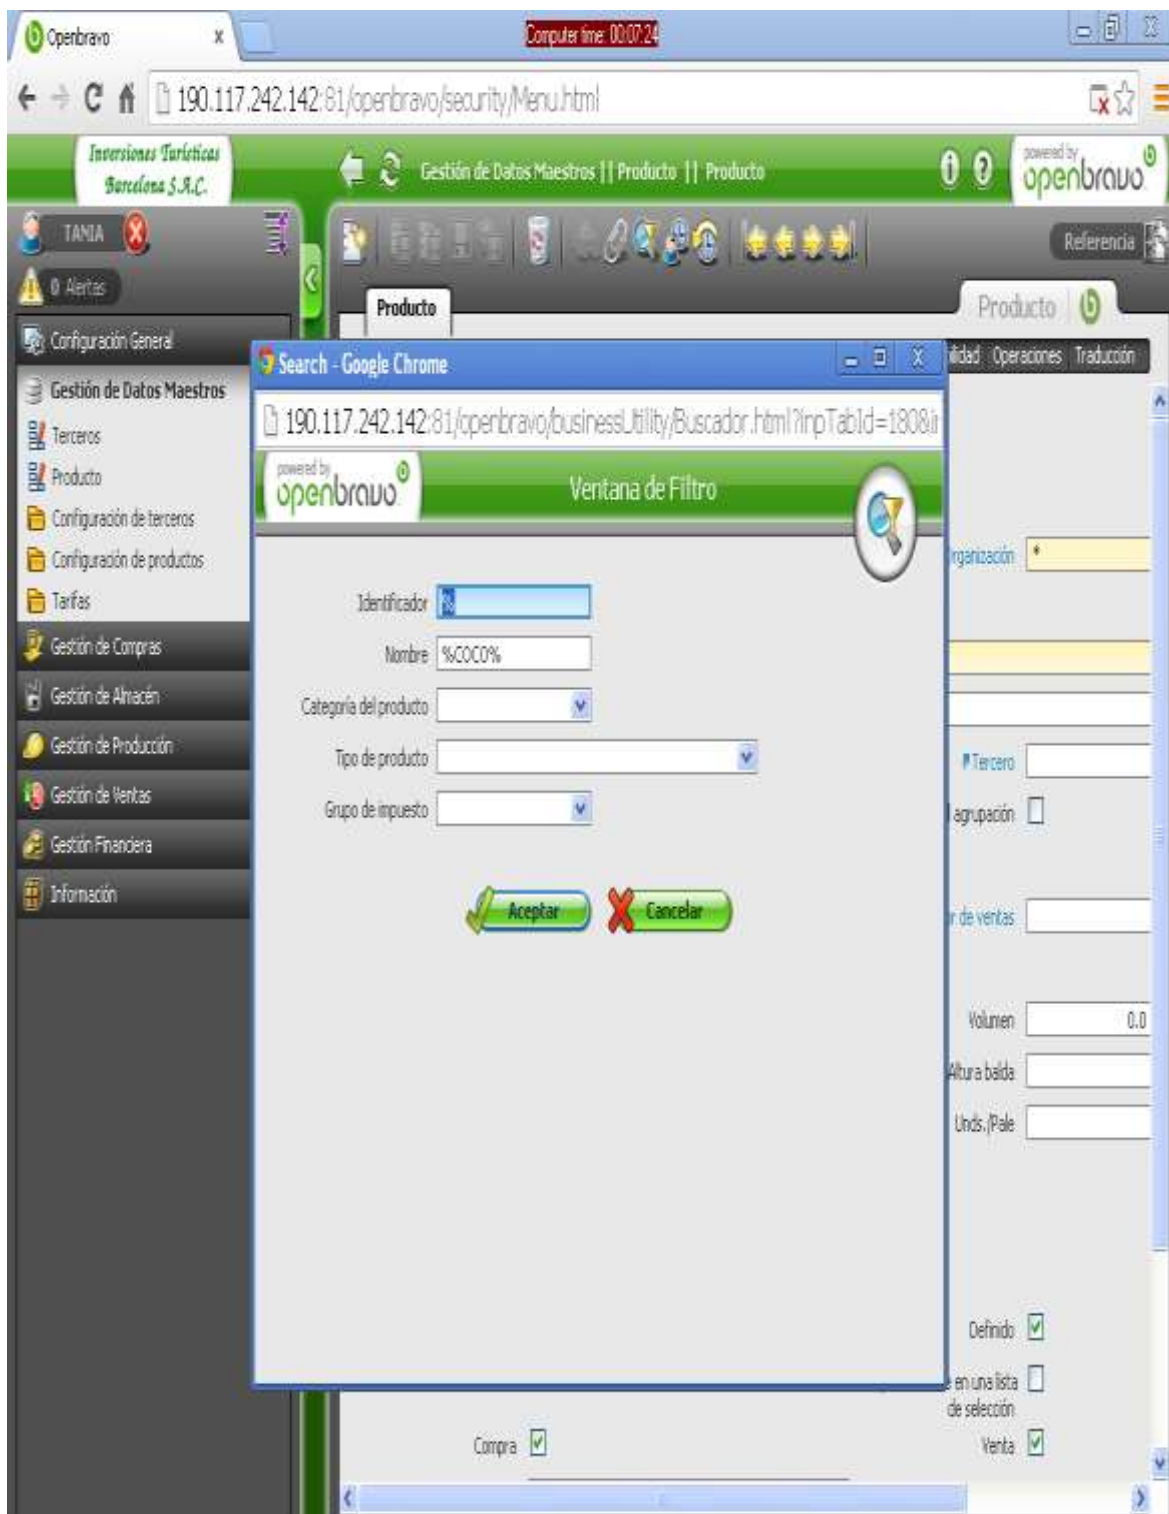 Openbravo x
Computer time: 00:07:24
190.117.242.142:81/openbravo/security/Menu.html
Inversiones Turísticas
Barcelona S.A.C.
Gestión de Datos Maestros || Producto || Producto
powered by
openbravo
TANIA
Referencia
0 Alertas
Producto
Producto
Configuración General
Search - Google Chrome
Operaciones Traducción
Gestión de Datos Maestros
190.117.242.142:81/openbravo/businessUtility/Buscador.html?inpTabId=180&
Terceros
powered by
openbravo
Ventana de Filtro
Producto
Configuración de terceros
Configuración de productos
rganización *
Tarifas
Identificador %
Gestión de Compras
Nombre %COCO%
Gestión de Almacén
Categoría del producto
Gestión de Producción
Tipo de producto
Tercero
Gestión de Ventas
Grupo de impuesto
agrupación
Gestión Financiera
Información
Aceptar
Cancelar
r de ventas
Volumen 0.0
Altura balda
Unds./Pale
Definido
en una lista
de selección
Compra
Venta